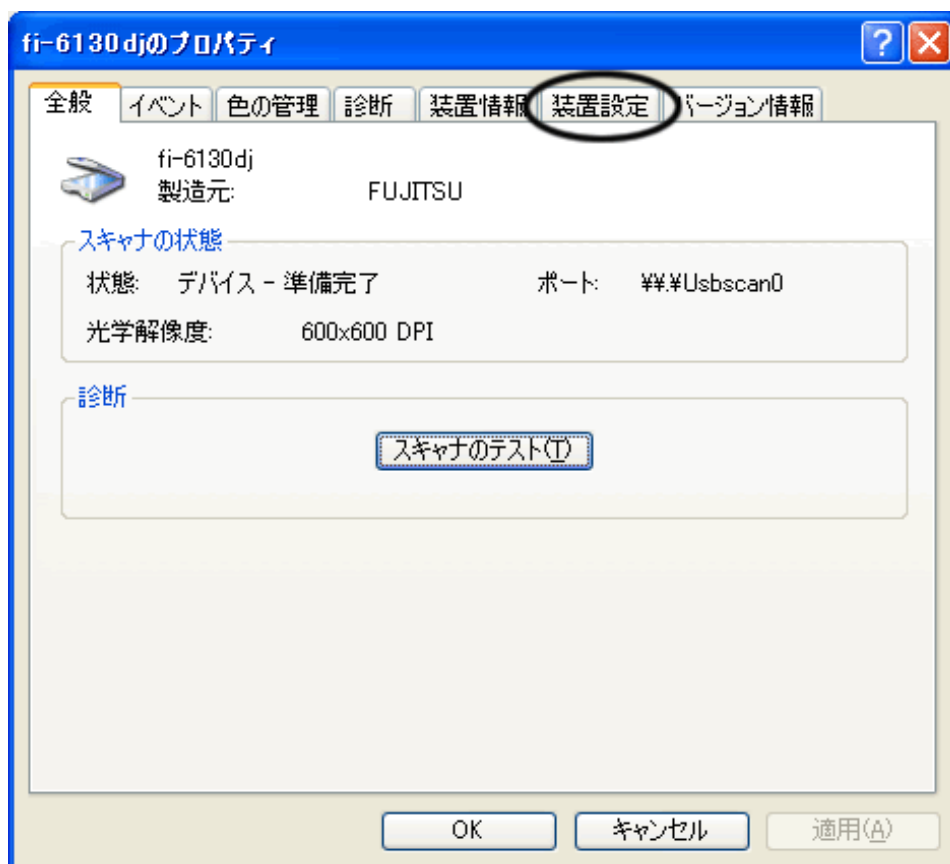 fi-6130djのプロパティ
全般 イベント 色の管理 診断 装置情報 装置設定 バージョン情報
fi-6130dj
製造元: FUJITSU
スキャナの状態
状態: デバイス - 準備完了 ポート: ¥¥.¥Usbscan0
光学解像度: 600x600 DPI
診断
スキャナのテスト(T)
OK キャンセル 適用(A)